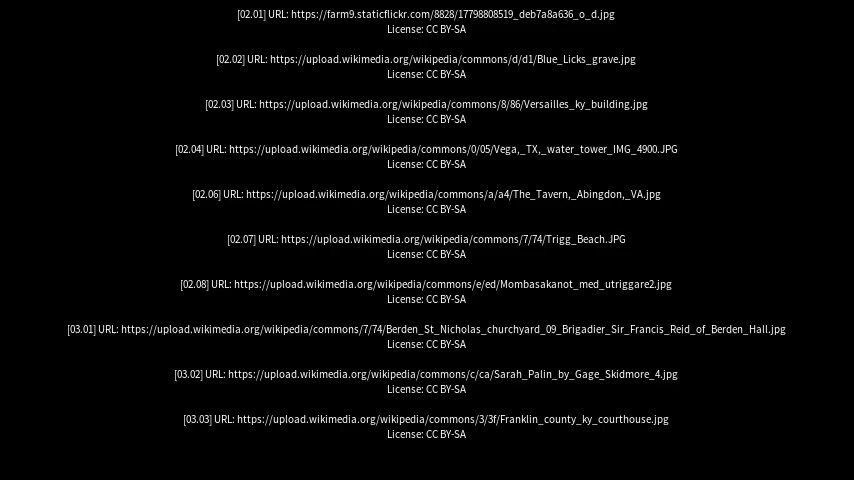 [02.01] URL: https://farm9.staticflickr.com/8828/17798808519_deb7a8a636_o_d.jpg
License: CC BY-SA
[02.02] URL: https://upload.wikimedia.org/wikipedia/commons/d/d1/Blue_Licks_grave.jpg
License: CC BY-SA
[02.03] URL: https://upload.wikimedia.org/wikipedia/commons/8/86/Versailles_ky_building.jpg
License: CC BY-SA
[02.04] URL: https://upload.wikimedia.org/wikipedia/commons/0/05/Vega,_TX,_water_tower_IMG_4900.JPG
License: CC BY-SA
[02.06] URL: https://upload.wikimedia.org/wikipedia/commons/a/a4/The_Tavern,_Abingdon,_VA.jpg
License: CC BY-SA
[02.07] URL: https://upload.wikimedia.org/wikipedia/commons/7/74/Trigg_Beach.JPG
License: CC BY-SA
[02.08] URL: https://upload.wikimedia.org/wikipedia/commons/e/ed/Mombasakanot_med_utriggare2.jpg
License: CC BY-SA
[03.01] URL: https://upload.wikimedia.org/wikipedia/commons/7/74/Berden_St_Nicholas_churchyard_09_Brigadier_Sir_Francis_Reid_of_Berden_Hall.jpg
License: CC BY-SA
[03.02] URL: https://upload.wikimedia.org/wikipedia/commons/c/ca/Sarah_Palin_by_Gage_Skidmore_4.jpg
License: CC BY-SA
[03.03] URL: https://upload.wikimedia.org/wikipedia/commons/3/3f/Franklin_county_ky_courthouse.jpg
License: CC BY-SA